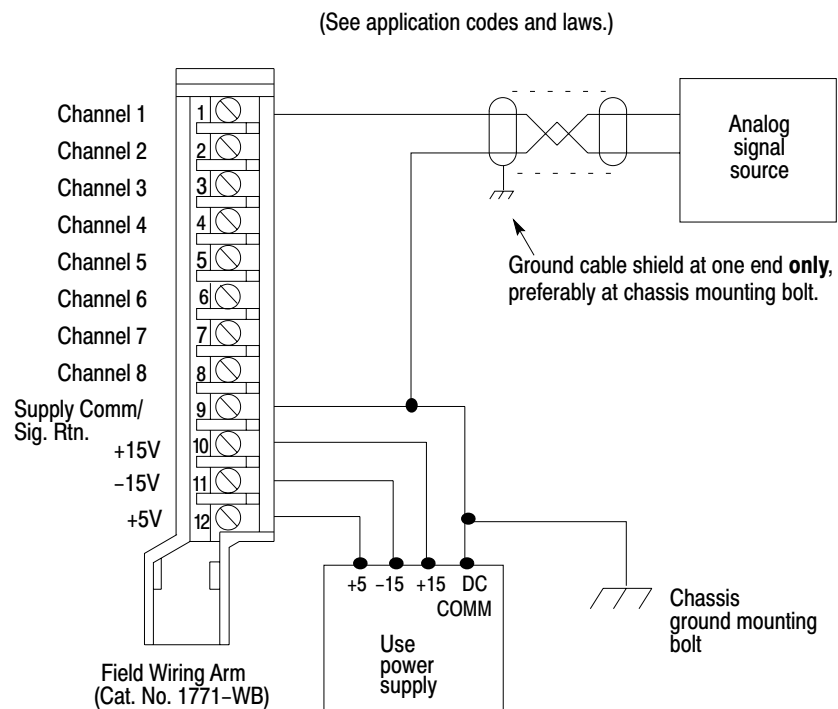 (See application codes and laws.)
Channel 1
1
Channel 2
2
Channel 3
3
Channel 4
4
Channel 5
5
Channel 6
6
Channel 7
7
Channel 8
8
Supply Comm/
Sig. Rtn.
9
+15V
10
–15V
11
+5V
12
Analog
signal
source
Ground cable shield at one end only,
preferably at chassis mounting bolt.
+5 –15 +15 DC
COMM
Use
power
supply
Chassis
ground mounting
bolt
Field Wiring Arm
(Cat. No. 1771–WB)